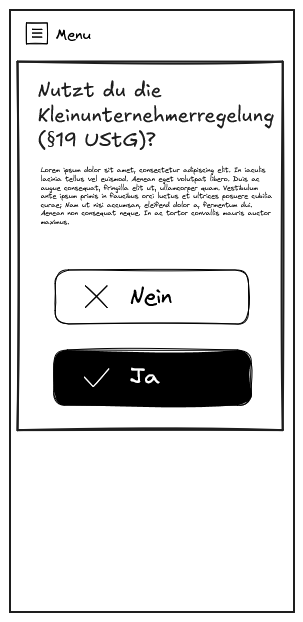 Menu
Nutzt du die
Kleinunternehmerregelung
(§19 UStG)?
Lorem ipsum dolor sit amet, consectetur adipiscing elit. In iaculis
lacinia tellus vel euismod. Aenean eget volutpat libero. Duis ac
augue consequat, fringilla elit ut, ullamcorper quam. Vestibulum
ante ipsum primis in faucibus orci luctus et ultrices posuere cubilia
curae; Nam ut nisi accumsan, eleifend dolor a, fermentum dui.
Aenean non consequat neque. In ac tortor convallis mauris auctor
maximus.
Nein
Ja